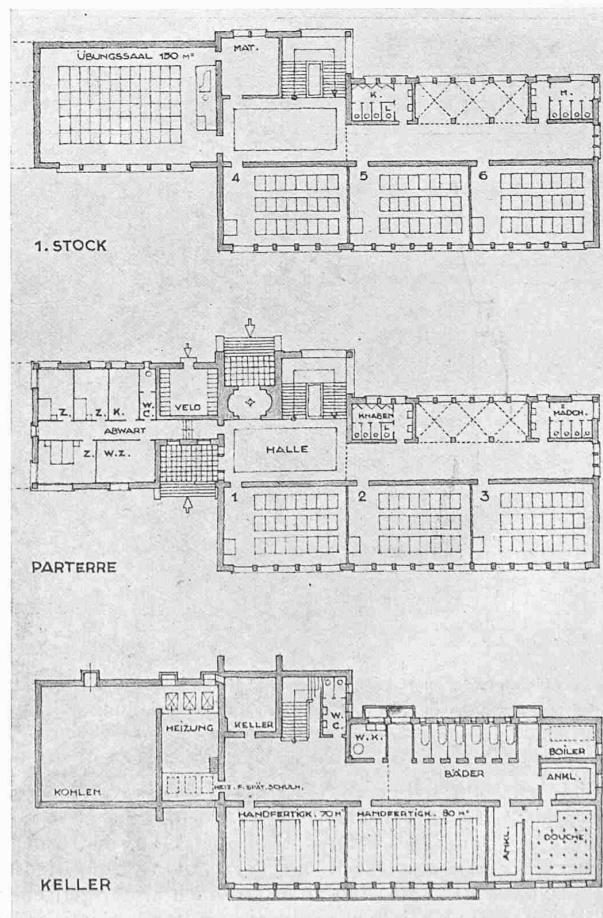 ÜBUNGSSAAL 150 M²
MAT.
K.
L
M.
4
5
6
1. STOCK
Z.
Z.
K.
W.C.
VELO
KNABEN
L
MÄDCH.
ABWART
HALLE
Z.
W.Z.
1
2
3
PARTERRE
HEIZUNG
KELLER
W.C.
W.K.
BOILER
KOHLEN
HEIZ. F. SPÄT. SCHULH.
BÄDER
ANKL.
HANDFERTIGK. 70 M²
HANDFERTIGK. 80 M²
ANKL.
DOUCHE
KELLER